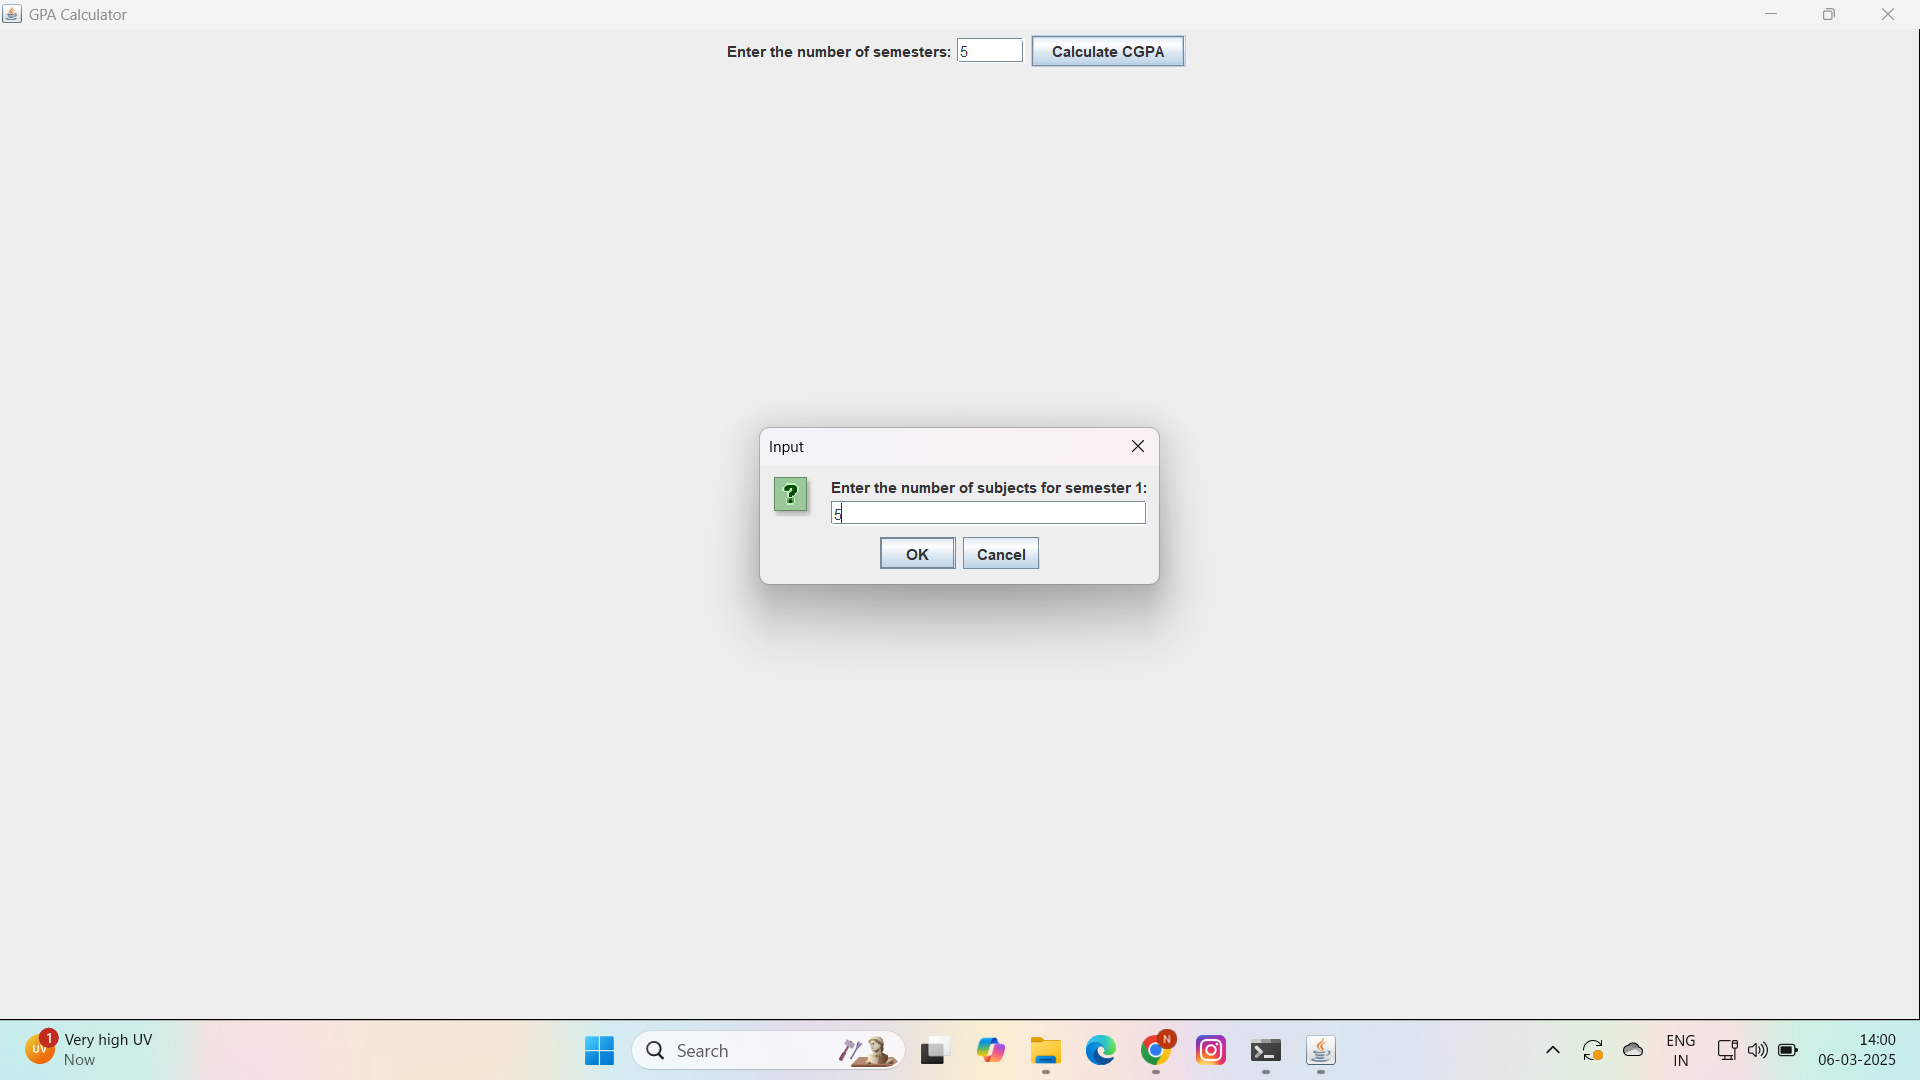 GPA Calculator
Enter the number of semesters: 5 Calculate CGPA
Input
? Enter the number of subjects for semester 1:
5
OK Cancel
UV 1 Very high UV
Now
Search
N
ENG
IN
14:00
06-03-2025